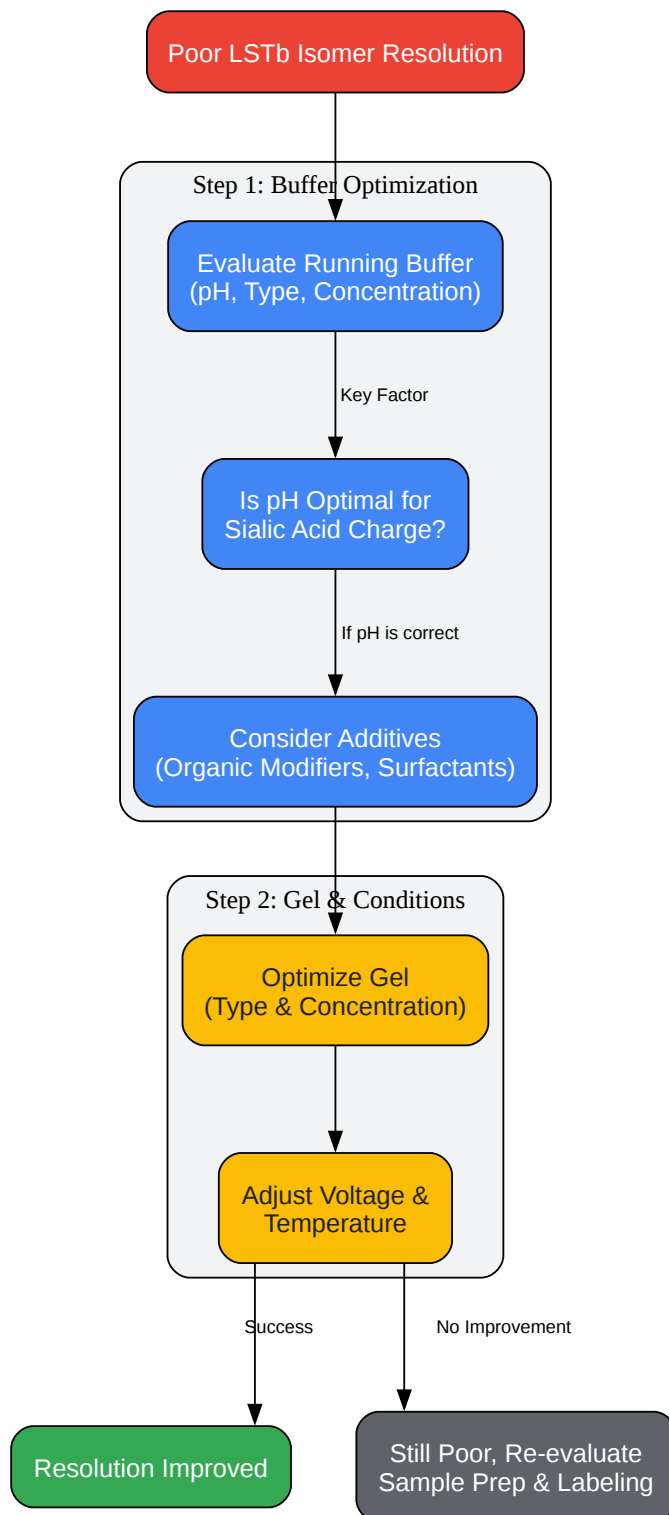 Poor LSTb Isomer Resolution
Step 1: Buffer Optimization
Evaluate Running Buffer
(pH, Type, Concentration)
Key Factor
Is pH Optimal for
Sialic Acid Charge?
If pH is correct
Consider Additives
(Organic Modifiers, Surfactants)
Step 2: Gel & Conditions
Optimize Gel
(Type & Concentration)
Adjust Voltage &
Temperature
Success
No Improvement
Resolution Improved
Still Poor, Re-evaluate
Sample Prep & Labeling